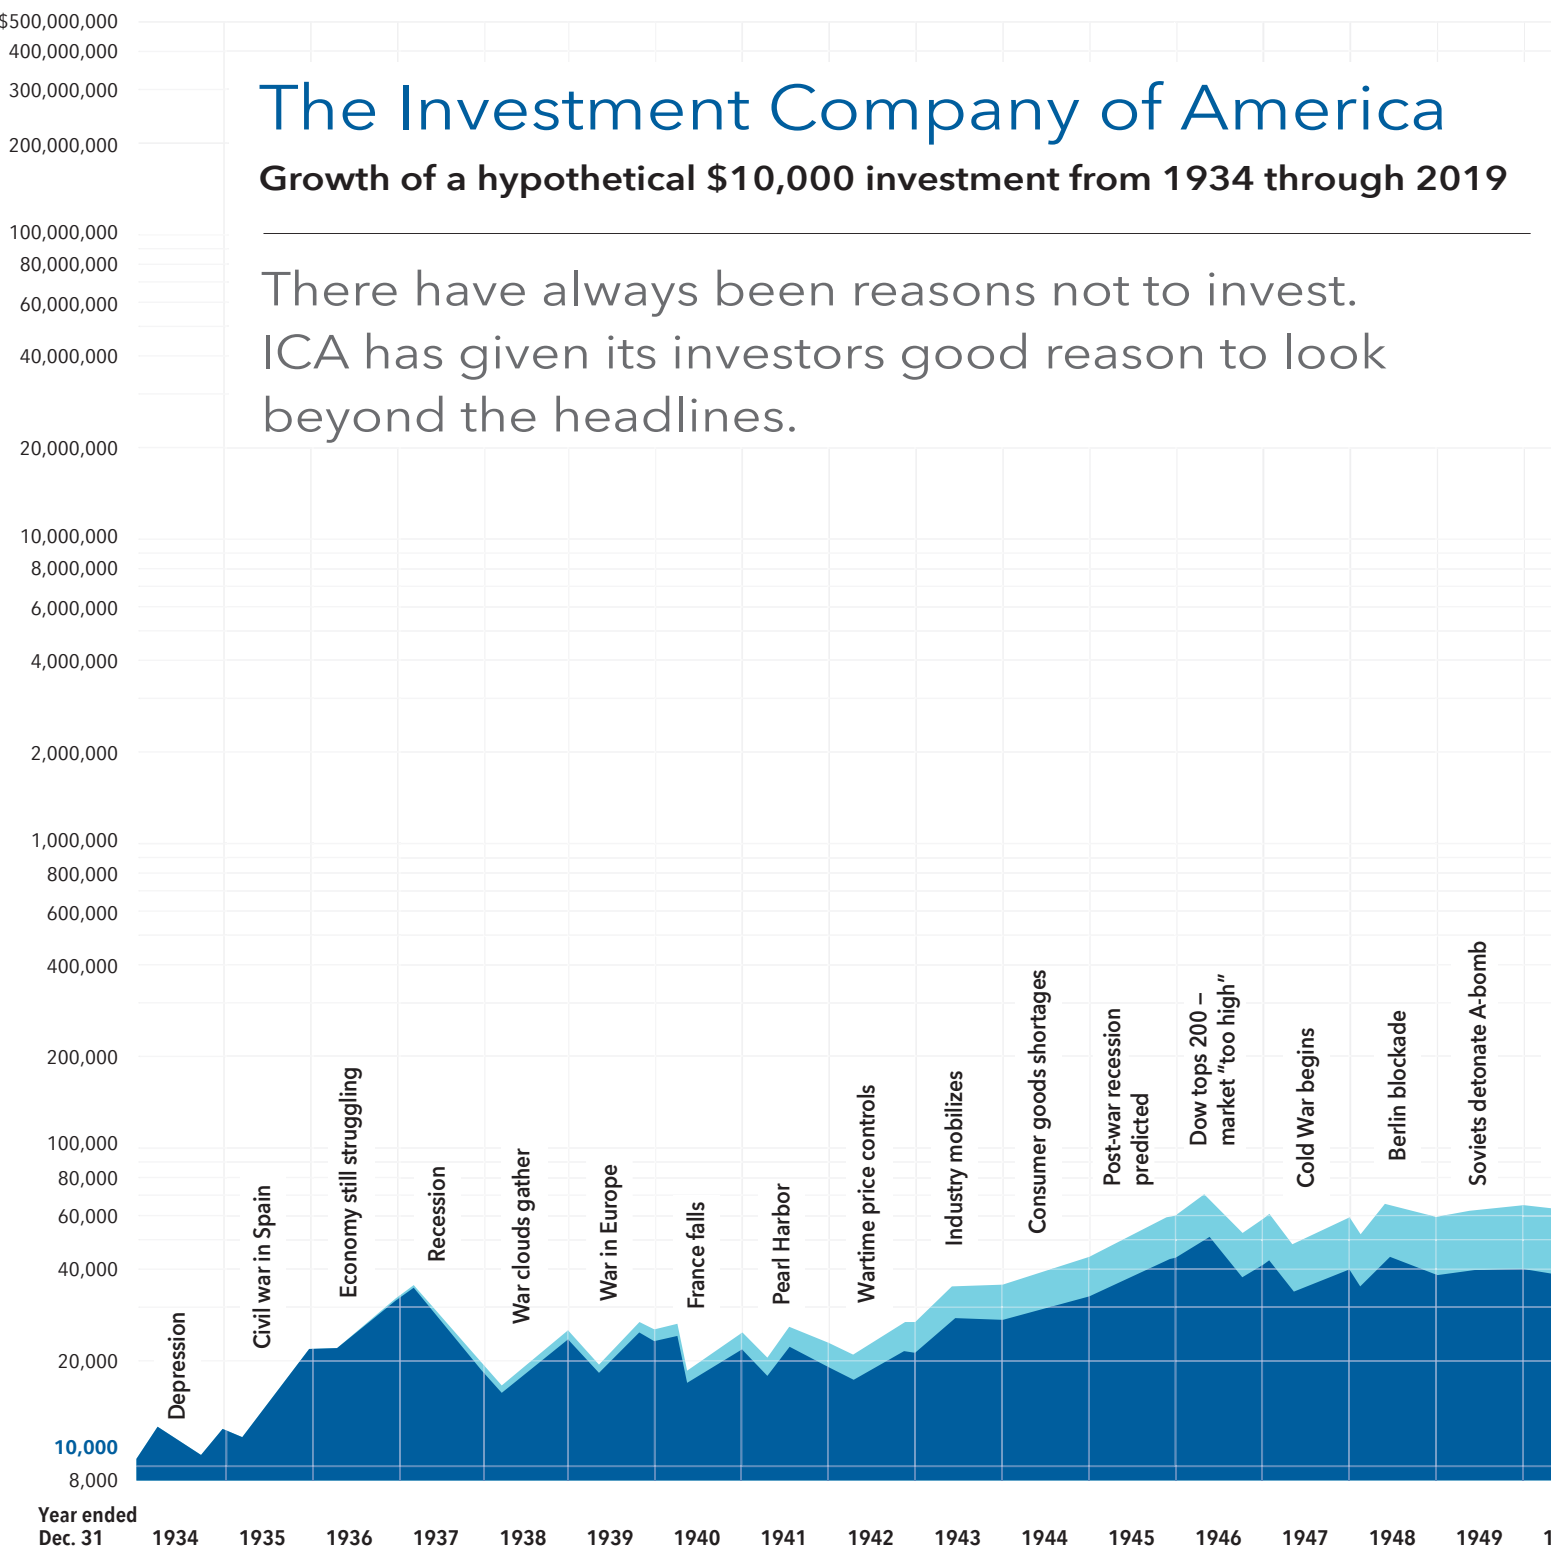 $500,000,000
400,000,000
300,000,000
200,000,000
100,000,000
80,000,000
60,000,000
40,000,000
20,000,000
10,000,000
8,000,000
6,000,000
4,000,000
2,000,000
1,000,000
800,000
600,000
400,000
200,000
100,000
80,000
60,000
40,000
20,000
10,000
8,000
The Investment Company of America
Growth of a hypothetical $10,000 investment from 1934 through 2019
There have always been reasons not to invest.
ICA has given its investors good reason to look
beyond the headlines.
Depression
Civil war in Spain
Economy still struggling
Recession
War clouds gather
War in Europe
France falls
Pearl Harbor
Wartime price controls
Industry mobilizes
Consumer goods shortages
Post-war recession
predicted
Dow tops 200 –
market “too high”
Cold War begins
Berlin blockade
Soviets detonate A-bomb
Year ended
Dec. 31 1934 1935 1936 1937 1938 1939 1940 1941 1942 1943 1944 1945 1946 1947 1948 1949